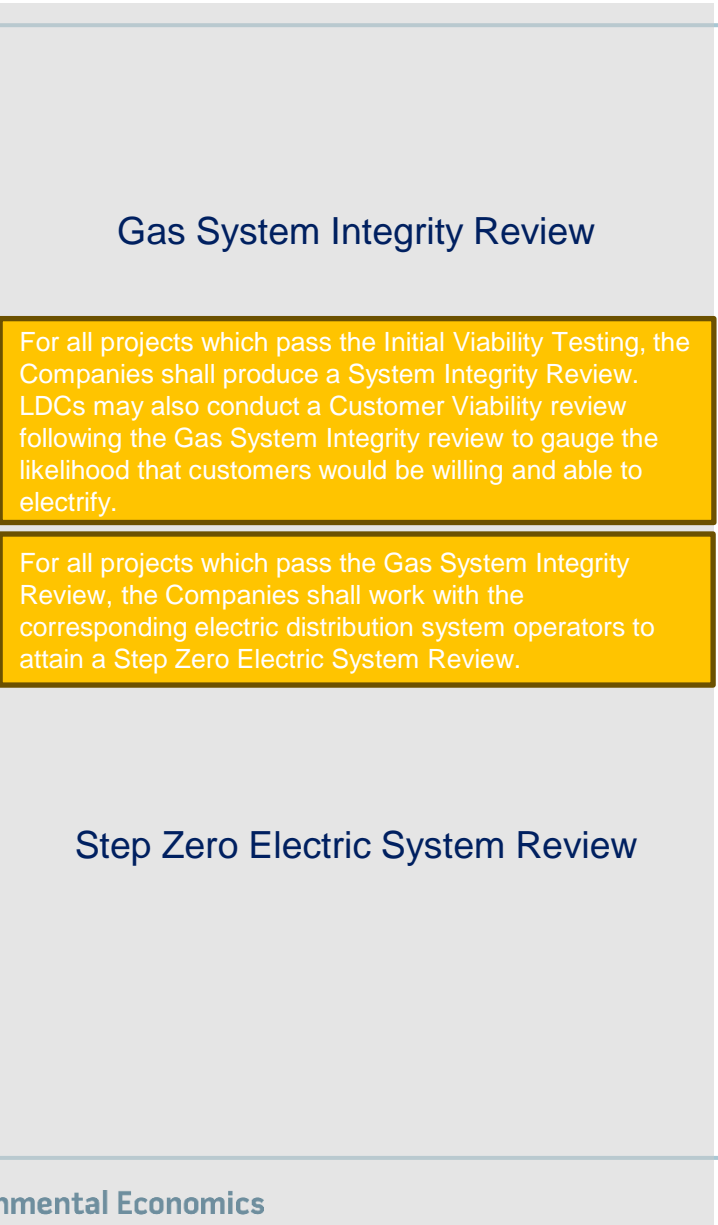 Gas System Integrity Review
For all projects which pass the Initial Viability Testing, the
Companies shall produce a System Integrity Review.
LDCs may also conduct a Customer Viability review
following the Gas System Integrity review to gauge the
likelihood that customers would be willing and able to
electrify.
For all projects which pass the Gas System Integrity
Review, the Companies shall work with the
corresponding electric distribution system operators to
attain a Step Zero Electric System Review.
Step Zero Electric System Review
nmental Economics